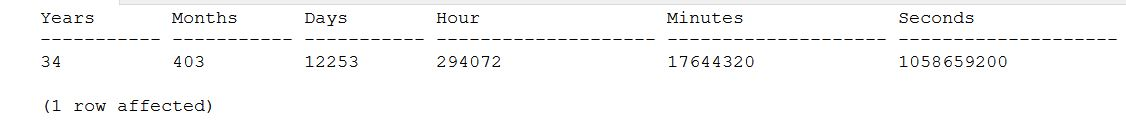 Years Months Days Hour Minutes Seconds
----------- ----------- ----------- -------------------- -------------------- --------------------
34 403 12253 294072 17644320 1058659200
(1 row affected)